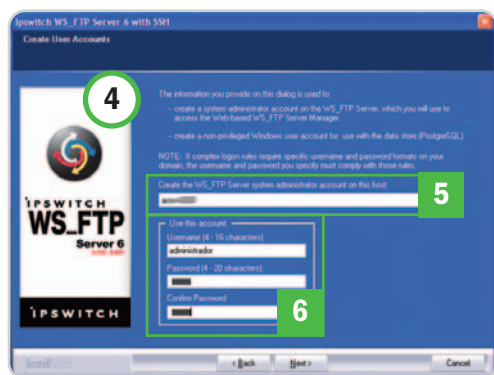 Ipswitch WS_FTP Server 6 with SSH
Create User Accounts
4
The information you provide on this dialog is used to
- create a system administrator account on the WS_FTP Server, which you will use to
access the Web-based WS_FTP Server Manager
- create a non-privileged Windows user account for use with the data store (PostgreSQL)
NOTE: If complex logon rules require specific username and password formats on your
domain, the username and password you specify must comply with those rules.
Create the WS_FTP Server system administrator account on this host:
5
IPSWITCH
WS_FTP
Server 6
Use this account:
Username (4 - 16 characters):
administrador
Password (4 - 20 characters):
Confirm Password:
6
IPSWITCH
< Back
Next >
Cancel